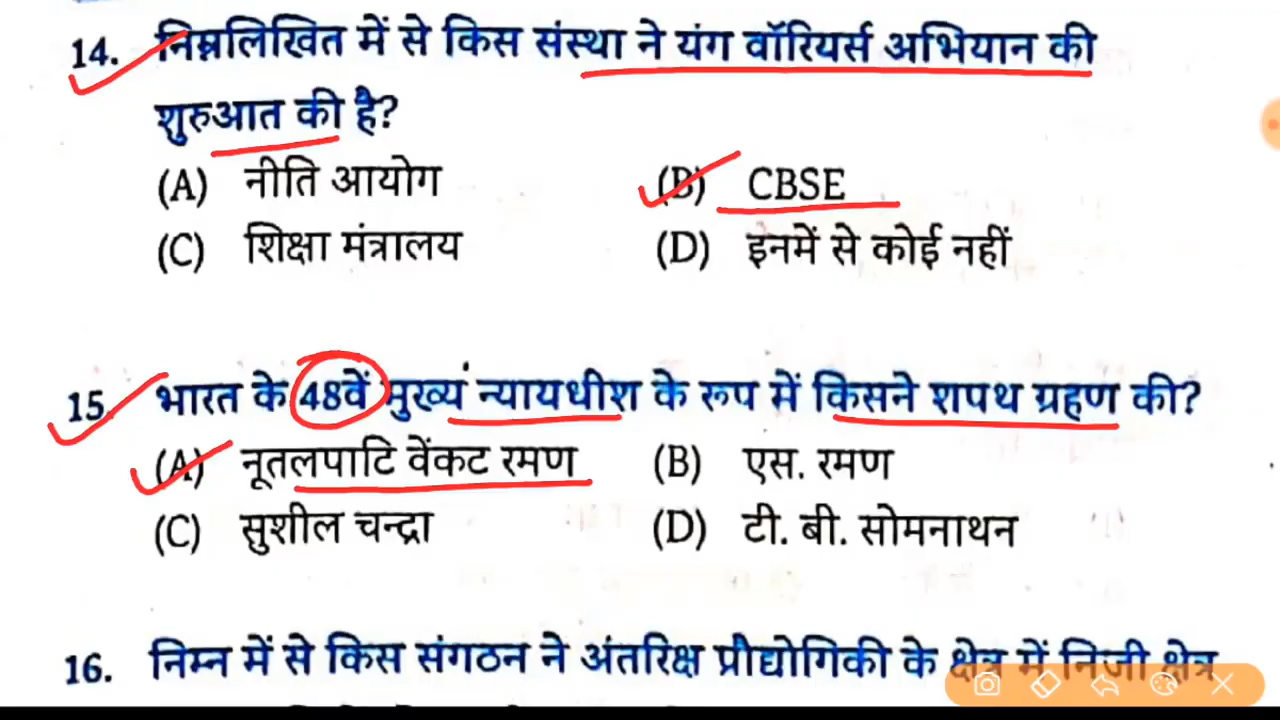 14. निम्नलिखित में से किस संस्था ने यंग वॉरियर्स अभियान की
शुरुआत की है?
(A) नीति आयोग (B) CBSE
(C) शिक्षा मंत्रालय (D) इनमें से कोई नहीं
15. भारत के 48वें मुख्यं न्यायधीश के रूप में किसने शपथ ग्रहण की?
(A) नूतलपाटि वेंकट रमण (B) एस. रमण
(C) सुशील चन्द्रा (D) टी. बी. सोमनाथन
16. निम्न में से किस संगठन ने अंतरिक्ष प्रौद्योगिकी के क्षेत्र में निजी क्षेत्र